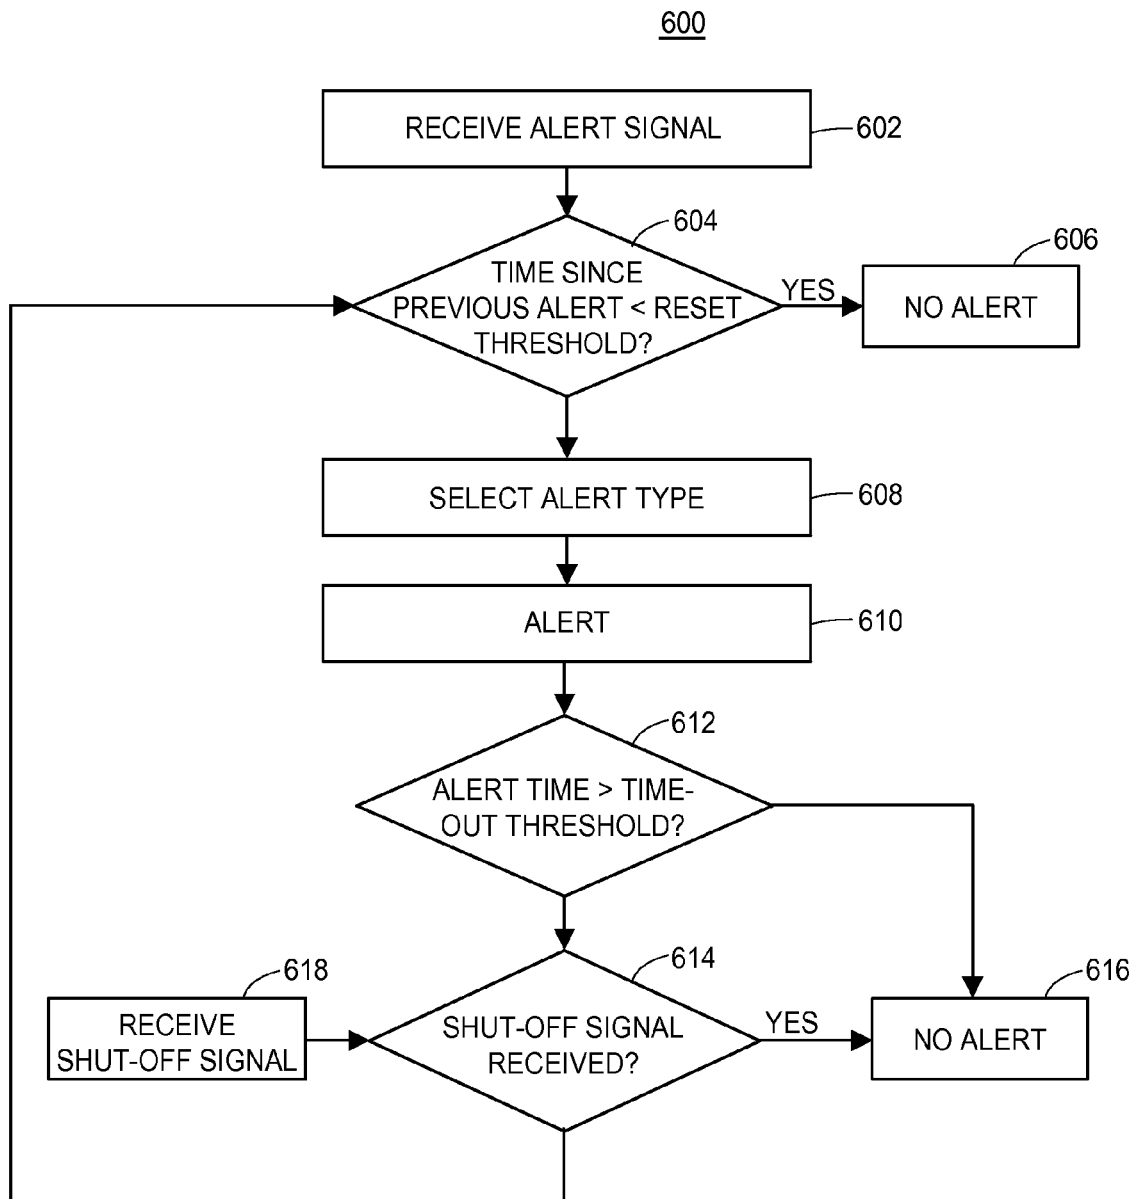 600
RECEIVE ALERT SIGNAL
602
604
TIME SINCE
PREVIOUS ALERT < RESET
THRESHOLD?
YES
606
NO ALERT
SELECT ALERT TYPE
608
ALERT
610
612
ALERT TIME > TIME-
OUT THRESHOLD?
618
RECEIVE
SHUT-OFF SIGNAL
614
SHUT-OFF SIGNAL
RECEIVED?
YES
616
NO ALERT